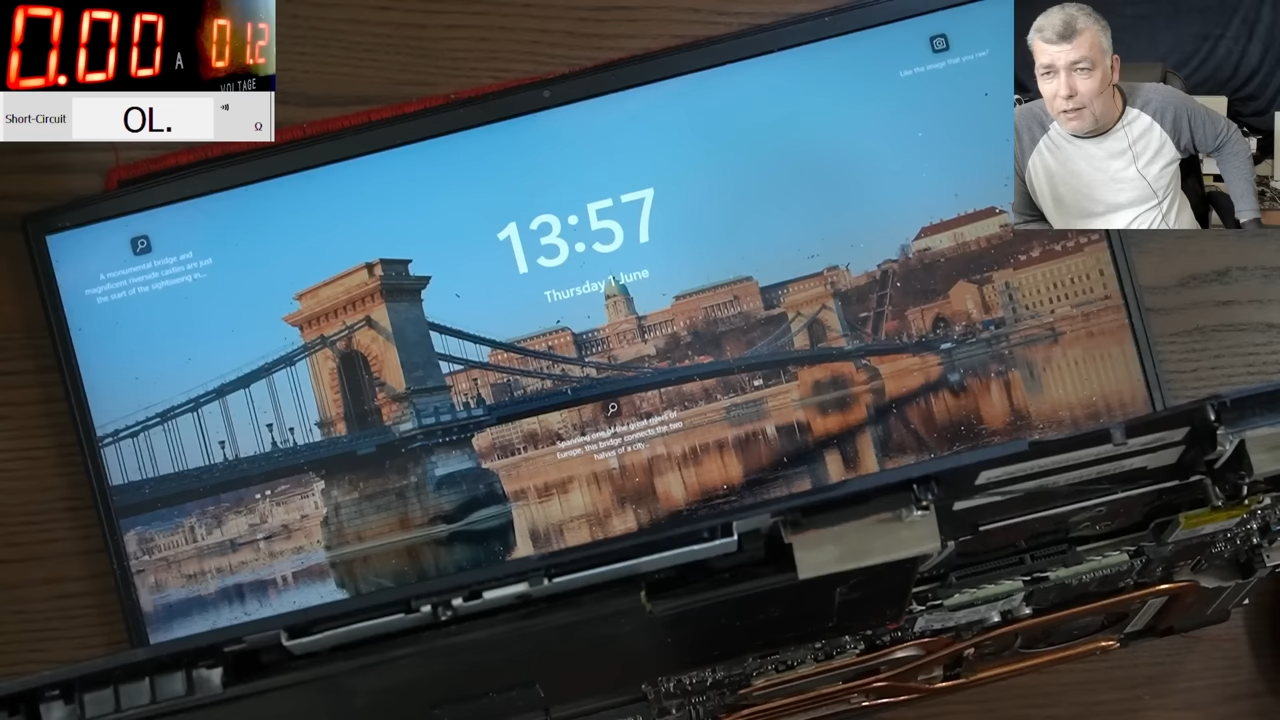 0.00 A 01.2
VOLTAGE
Short-Circuit OL. Ω
Like the image that you see?
13:57
Thursday 1 June
A monumental bridge and
magnificent riverside castles are just
the start of the sightseeing in...
Spanning one of the great rivers of
Europe, this bridge connects the two
halves of a city...